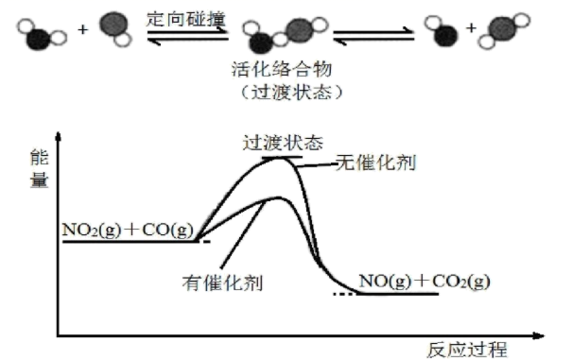 + 定向碰撞 +
活化络合物
（过渡状态）
能量
过渡状态
无催化剂
NO₂(g)＋CO(g)
有催化剂
NO(g)＋CO₂(g)
反应过程